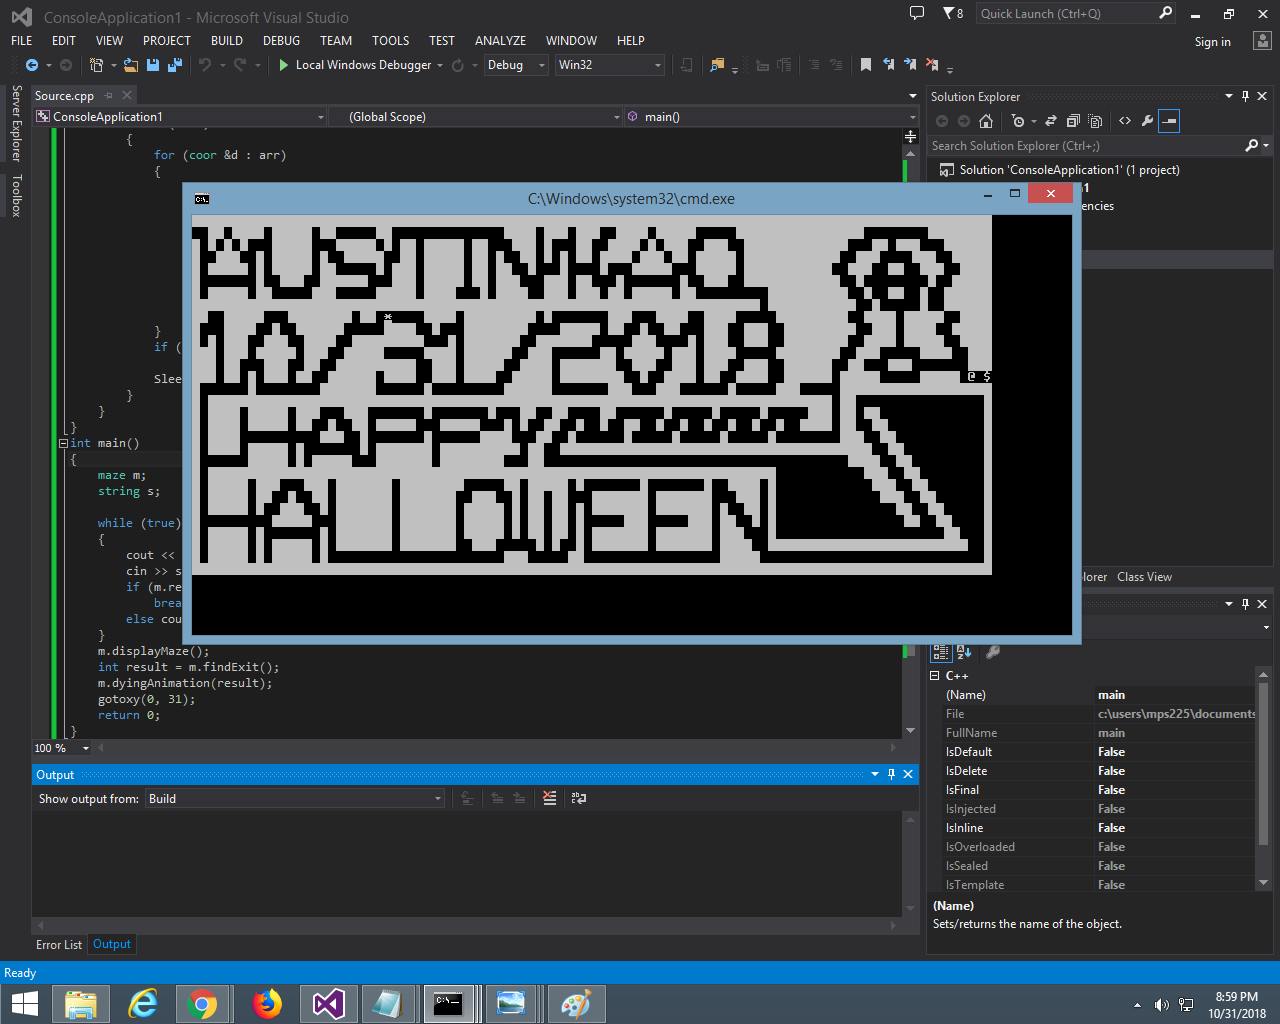 ConsoleApplication1 - Microsoft Visual Studio
8
Quick Launch (Ctrl+Q)
FILE EDIT VIEW PROJECT BUILD DEBUG TEAM TOOLS TEST ANALYZE WINDOW HELP
Sign in
Local Windows Debugger Debug Win32
Server Explorer
Toolbox
Source.cpp
ConsoleApplication1 (Global Scope) main()
{
for (coor &d : arr)
{
}
if (
Slee
}
}
}
int main()
{
maze m;
string s;
while (true)
{
cout <<
cin >> s
if (m.re
brea
else cou
}
m.displayMaze();
int result = m.findExit();
m.dyingAnimation(result);
gotoxy(0, 31);
return 0;
}
100 %
C:\Windows\system32\cmd.exe
AUSTIN KAO
*
10/31/2018
@ $
HAPPY
HALLOWEEN
Solution Explorer
Search Solution Explorer (Ctrl+;)
Solution 'ConsoleApplication1' (1 project)
n1
encies
lorer Class View
C++
(Name) main
File c:\users\mps225\documents
FullName main
IsDefault False
IsDelete False
IsFinal False
IsInjected False
IsInline False
IsOverloaded False
IsSealed False
IsTemplate False
(Name)
Sets/returns the name of the object.
Output
Show output from: Build
Error List Output
Ready
8:59 PM
10/31/2018